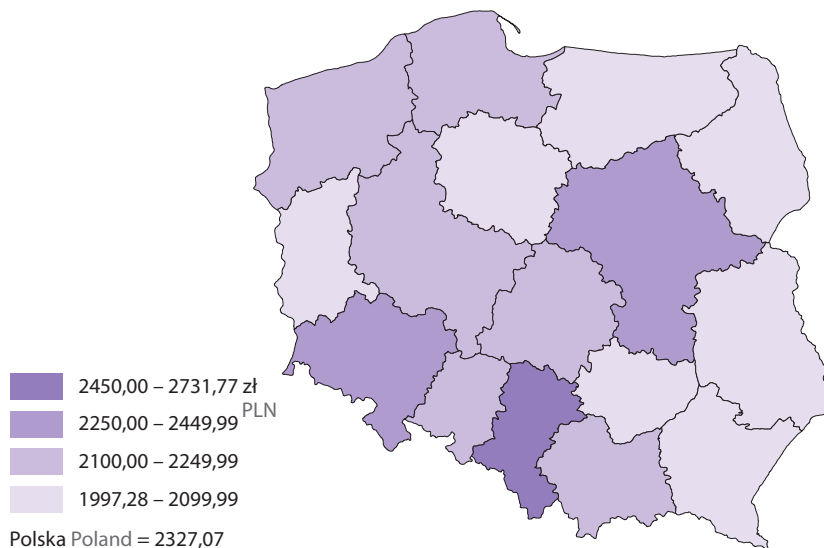 2450,00 – 2731,77 zł
PLN
2250,00 – 2449,99
2100,00 – 2249,99
1997,28 – 2099,99
Polska Poland = 2327,07